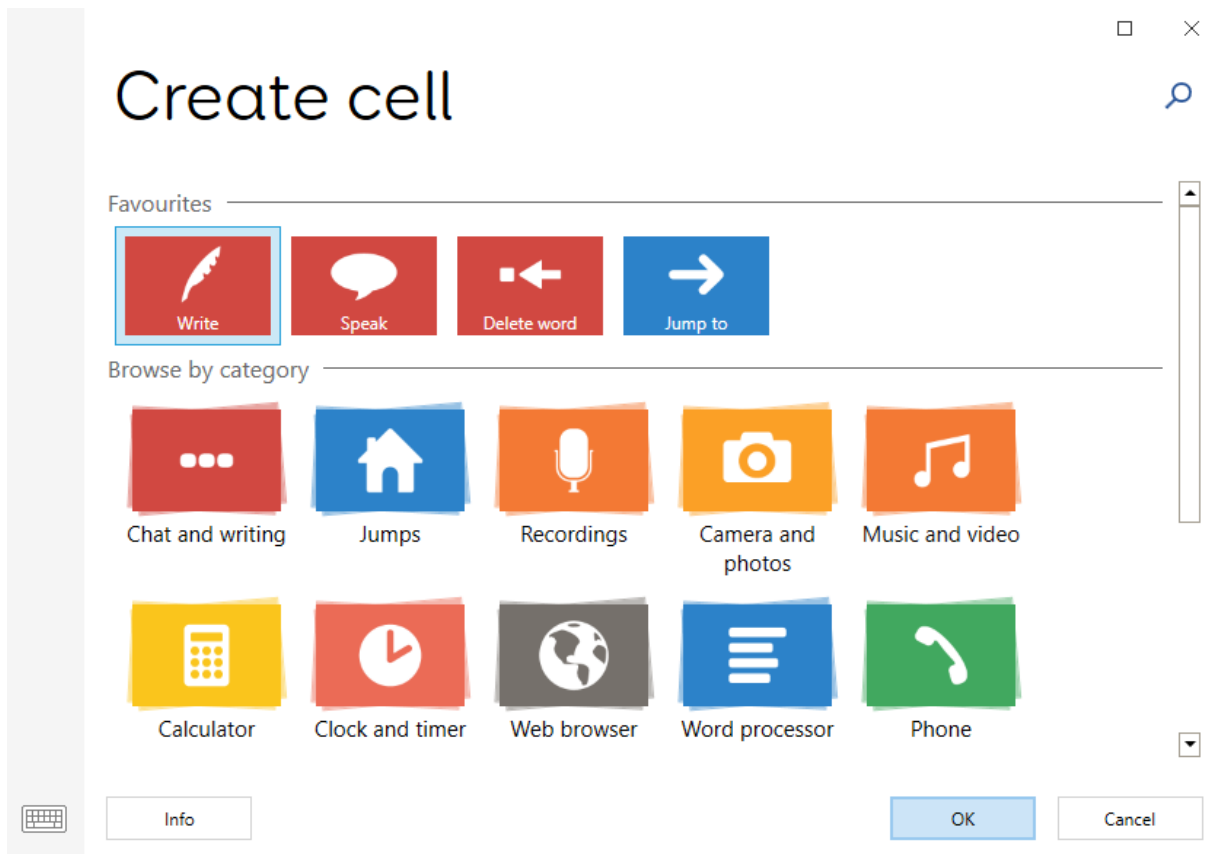 Create cell
Favourites
Write Speak Delete word Jump to
Browse by category
Chat and writing Jumps Recordings Camera and photos Music and video
Calculator Clock and timer Web browser Word processor Phone
Info OK Cancel